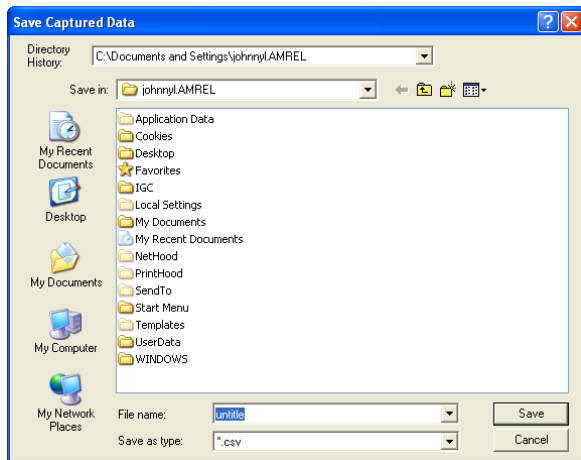 Save Captured Data
Directory
History:
C:\Documents and Settings\johnnyl.AMREL
Save in:
johnnyl.AMREL
My Recent
Documents
Desktop
My Documents
My Computer
My Network
Places
Application Data
Cookies
Desktop
Favorites
IGC
Local Settings
My Documents
My Recent Documents
NetHood
PrintHood
SendTo
Start Menu
Templates
UserData
WINDOWS
File name:
untitle
Save
Save as type:
*.csv
Cancel